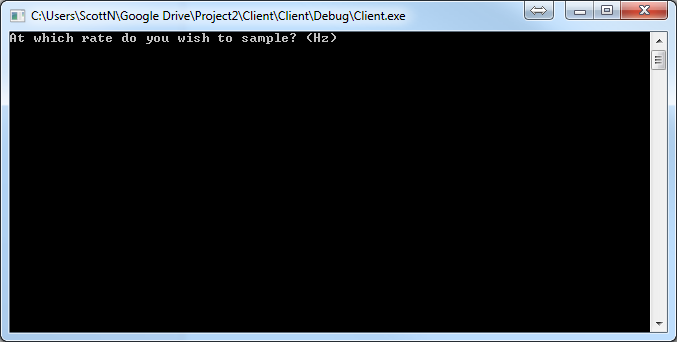 C:\Users\ScottN\Google Drive\Project2\Client\Client\Debug\Client.exe
At which rate do you wish to sample? (Hz)